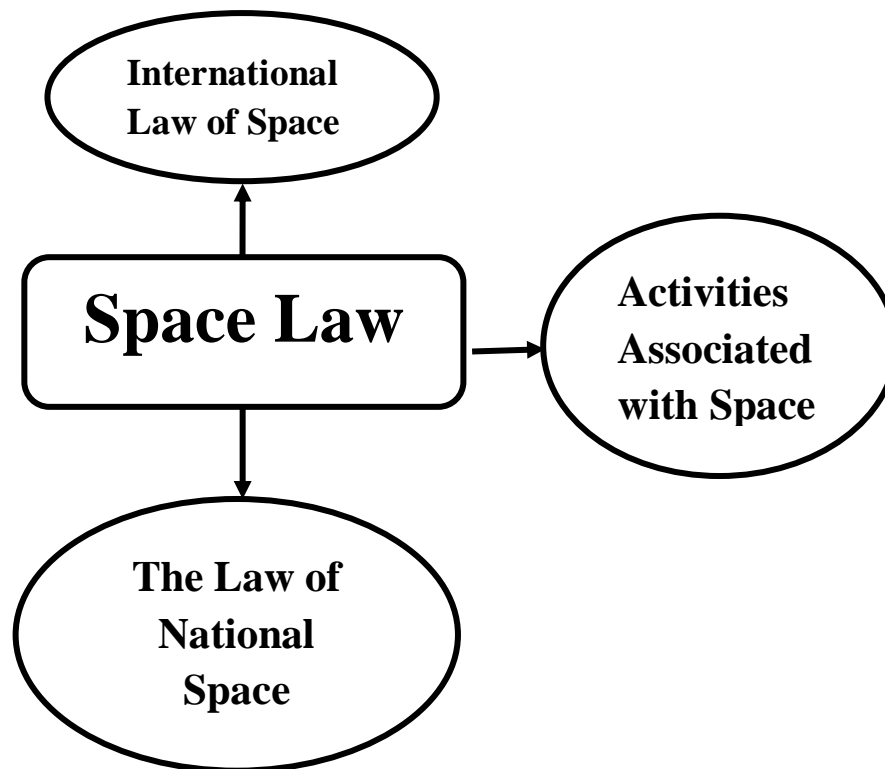 International
Law of Space
Space Law
Activities
Associated
with Space
The Law of
National
Space